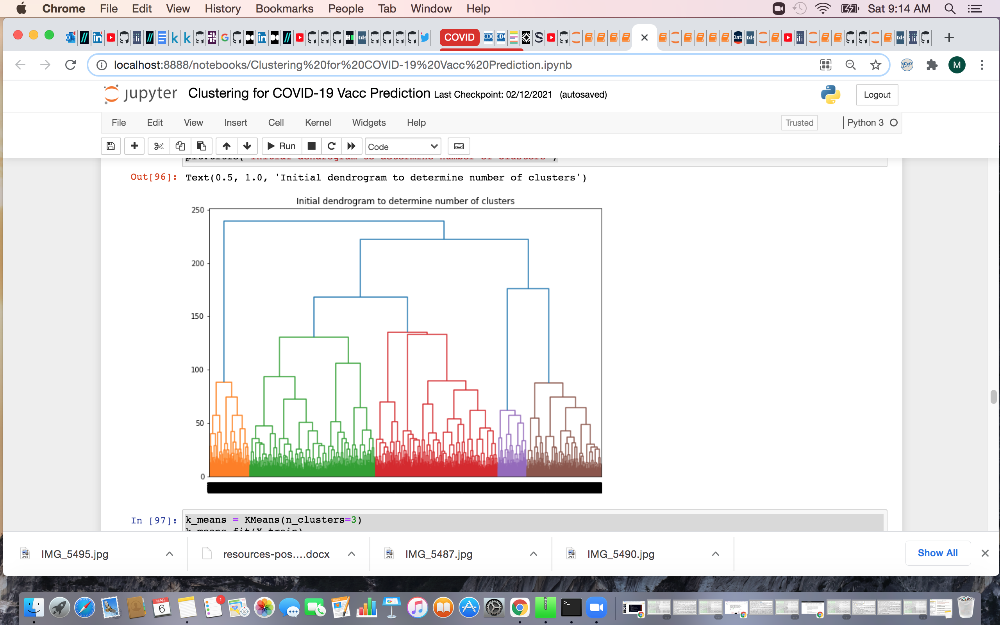 Chrome File Edit View History Bookmarks People Tab Window Help Sat 9:14 AM
COVID
localhost:8888/notebooks/Clustering%20for%20COVID-19%20Vacc%20Prediction.ipynb M
jupyter Clustering for COVID-19 Vacc Prediction Last Checkpoint: 02/12/2021 (autosaved) Logout
File Edit View Insert Cell Kernel Widgets Help Trusted Python 3
Run Code
plt.title('Initial dendrogram to determine number of clusters')
Out[96]: Text(0.5, 1.0, 'Initial dendrogram to determine number of clusters')
Initial dendrogram to determine number of clusters
250
200
150
100
50
0
In [97]: k_means = KMeans(n_clusters=3)
k_means.fit(X_train)
IMG_5495.jpg resources-pos....docx IMG_5487.jpg IMG_5490.jpg Show All
MAR
6
1